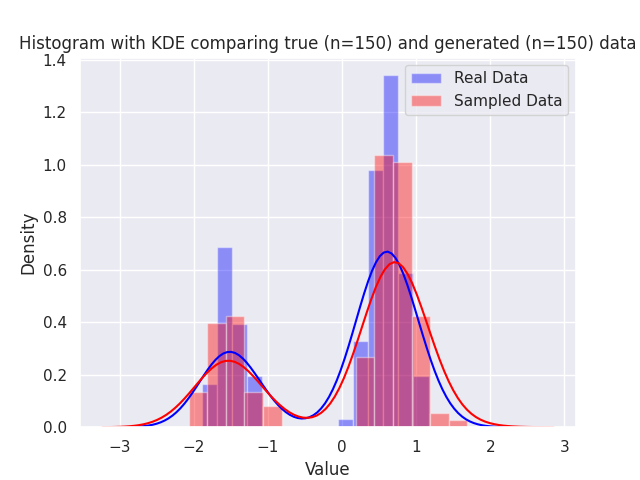 Histogram with KDE comparing true (n=150) and generated (n=150) data
Real Data
Sampled Data
Density
1.4
1.2
1.0
0.8
0.6
0.4
0.2
0.0
−3 −2 −1 0 1 2 3
Value